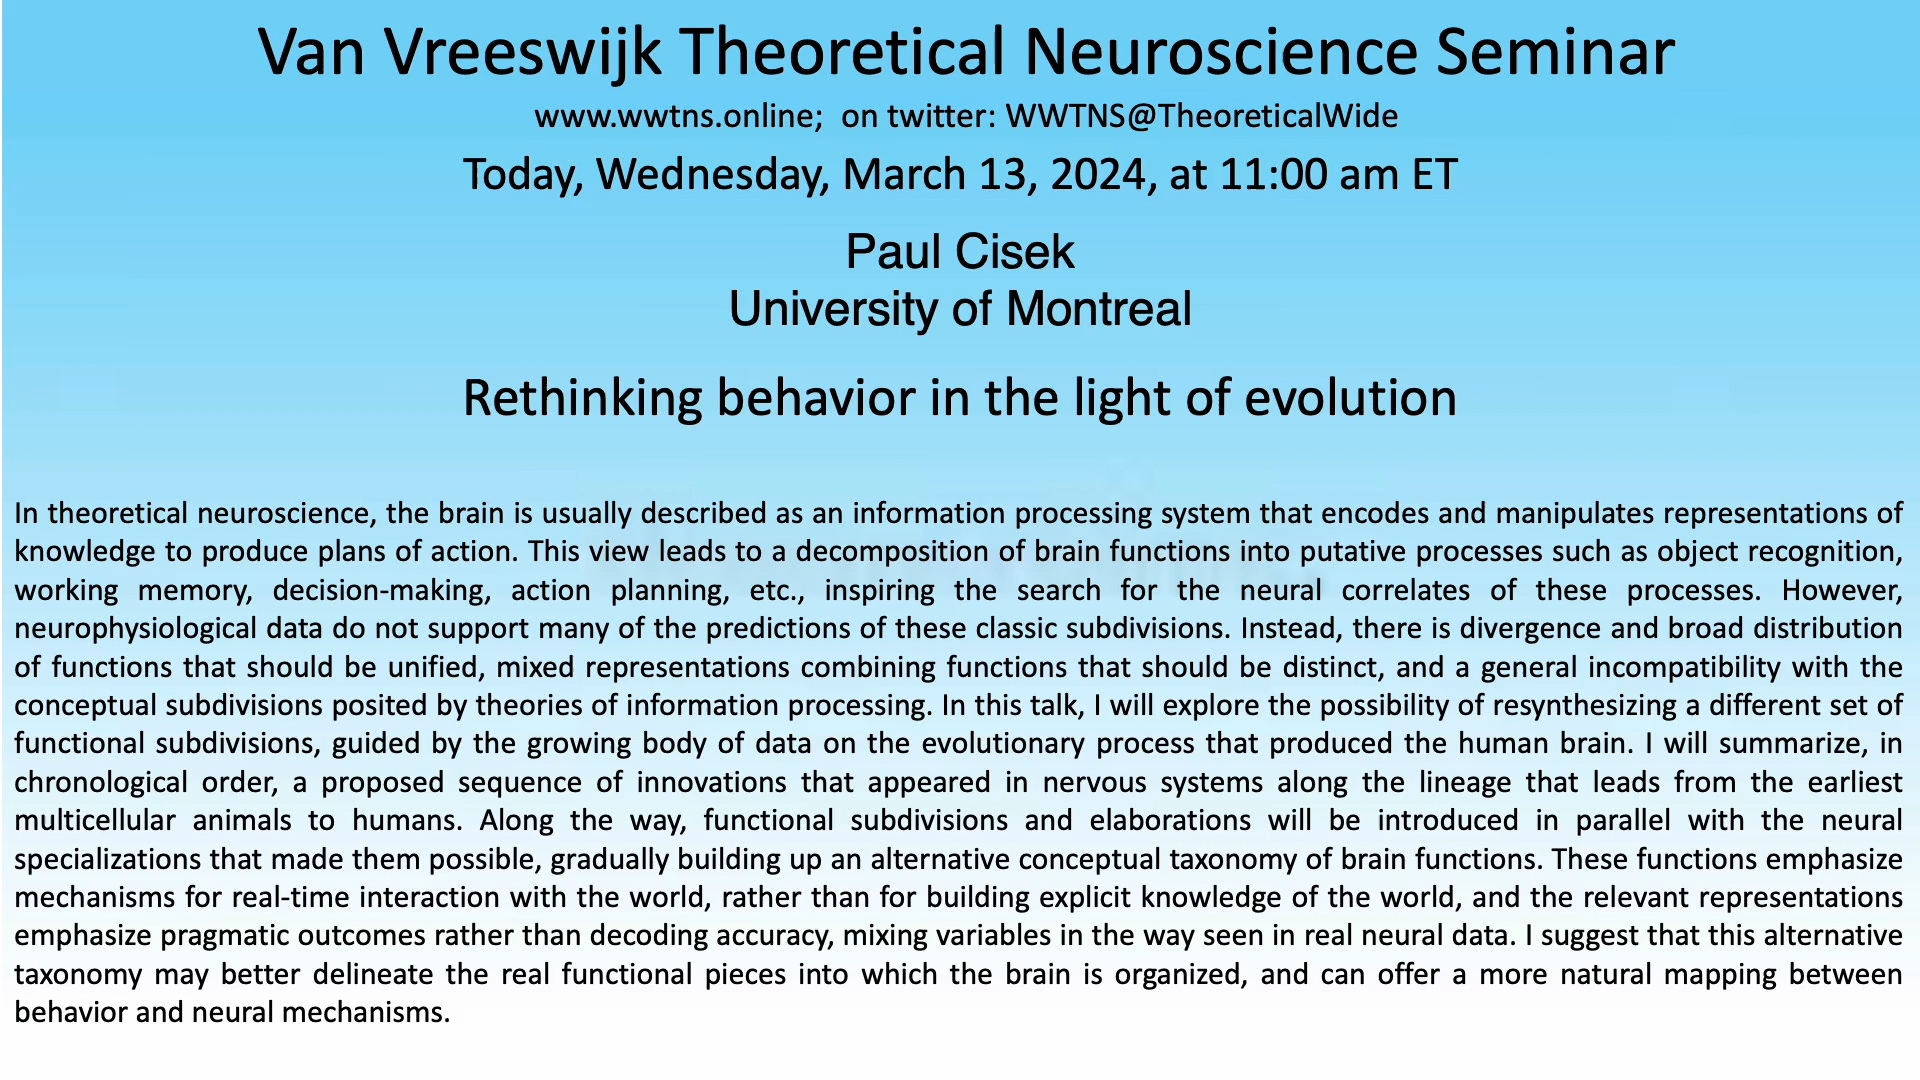 Van Vreeswijk Theoretical Neuroscience Seminar
www.wwtns.online;  on twitter: WWTNS@TheoreticalWide
Today, Wednesday, March 13, 2024, at 11:00 am ET
Paul Cisek
University of Montreal
Rethinking behavior in the light of evolution
In theoretical neuroscience, the brain is usually described as an information processing system that encodes and manipulates representations of
knowledge to produce plans of action. This view leads to a decomposition of brain functions into putative processes such as object recognition,
working memory, decision-making, action planning, etc., inspiring the search for the neural correlates of these processes. However,
neurophysiological data do not support many of the predictions of these classic subdivisions. Instead, there is divergence and broad distribution
of functions that should be unified, mixed representations combining functions that should be distinct, and a general incompatibility with the
conceptual subdivisions posited by theories of information processing. In this talk, I will explore the possibility of resynthesizing a different set of
functional subdivisions, guided by the growing body of data on the evolutionary process that produced the human brain. I will summarize, in
chronological order, a proposed sequence of innovations that appeared in nervous systems along the lineage that leads from the earliest
multicellular animals to humans. Along the way, functional subdivisions and elaborations will be introduced in parallel with the neural
specializations that made them possible, gradually building up an alternative conceptual taxonomy of brain functions. These functions emphasize
mechanisms for real-time interaction with the world, rather than for building explicit knowledge of the world, and the relevant representations
emphasize pragmatic outcomes rather than decoding accuracy, mixing variables in the way seen in real neural data. I suggest that this alternative
taxonomy may better delineate the real functional pieces into which the brain is organized, and can offer a more natural mapping between
behavior and neural mechanisms.